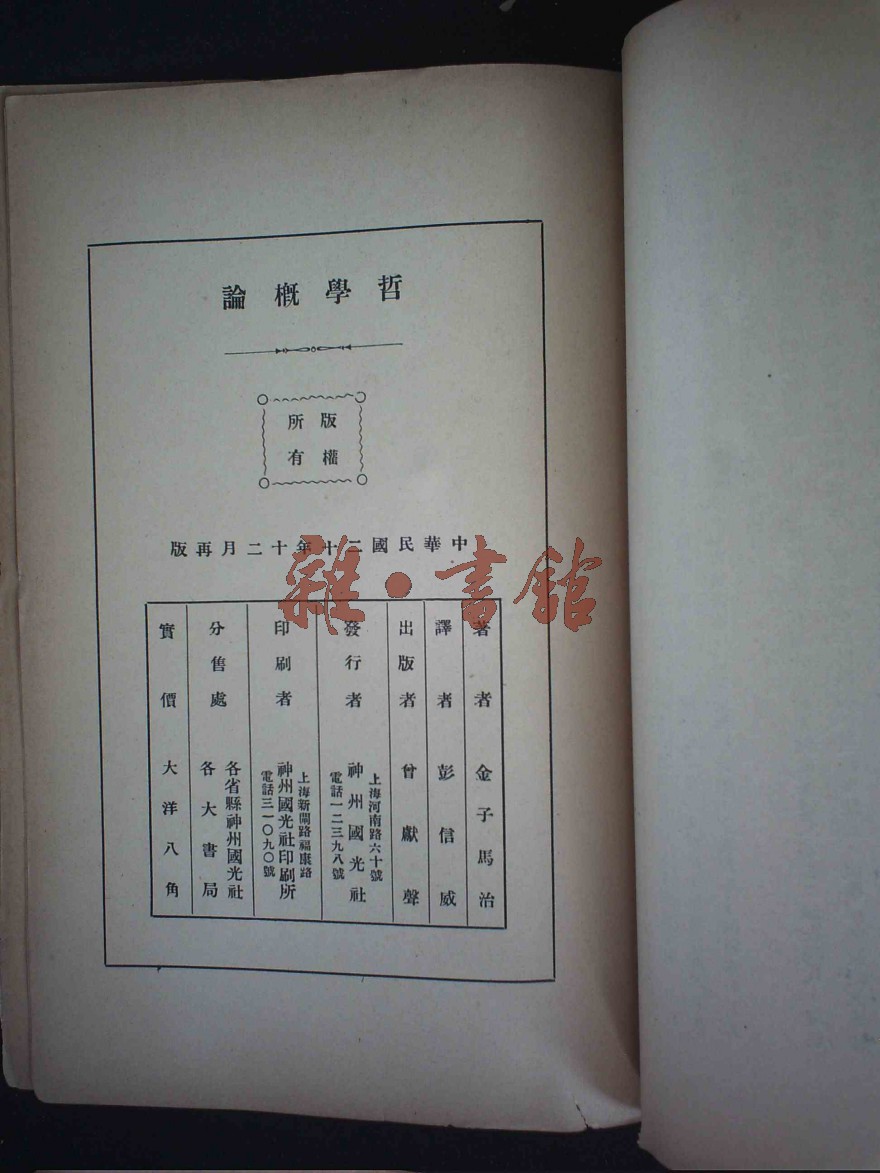 哲學概論
版權
所有
中華民國二十年十二月再版
著者 金子馬治
譯者 彭信威
出版者 曾獻聲
發行者
上海河南路六十號
神州國光社
電話一二三九八號
印刷者
上海新閘路福康路
神州國光社印刷所
電話三一〇九〇號
分售處
各省縣神州國光社
各大書局
實價 大洋八角
雜·書館